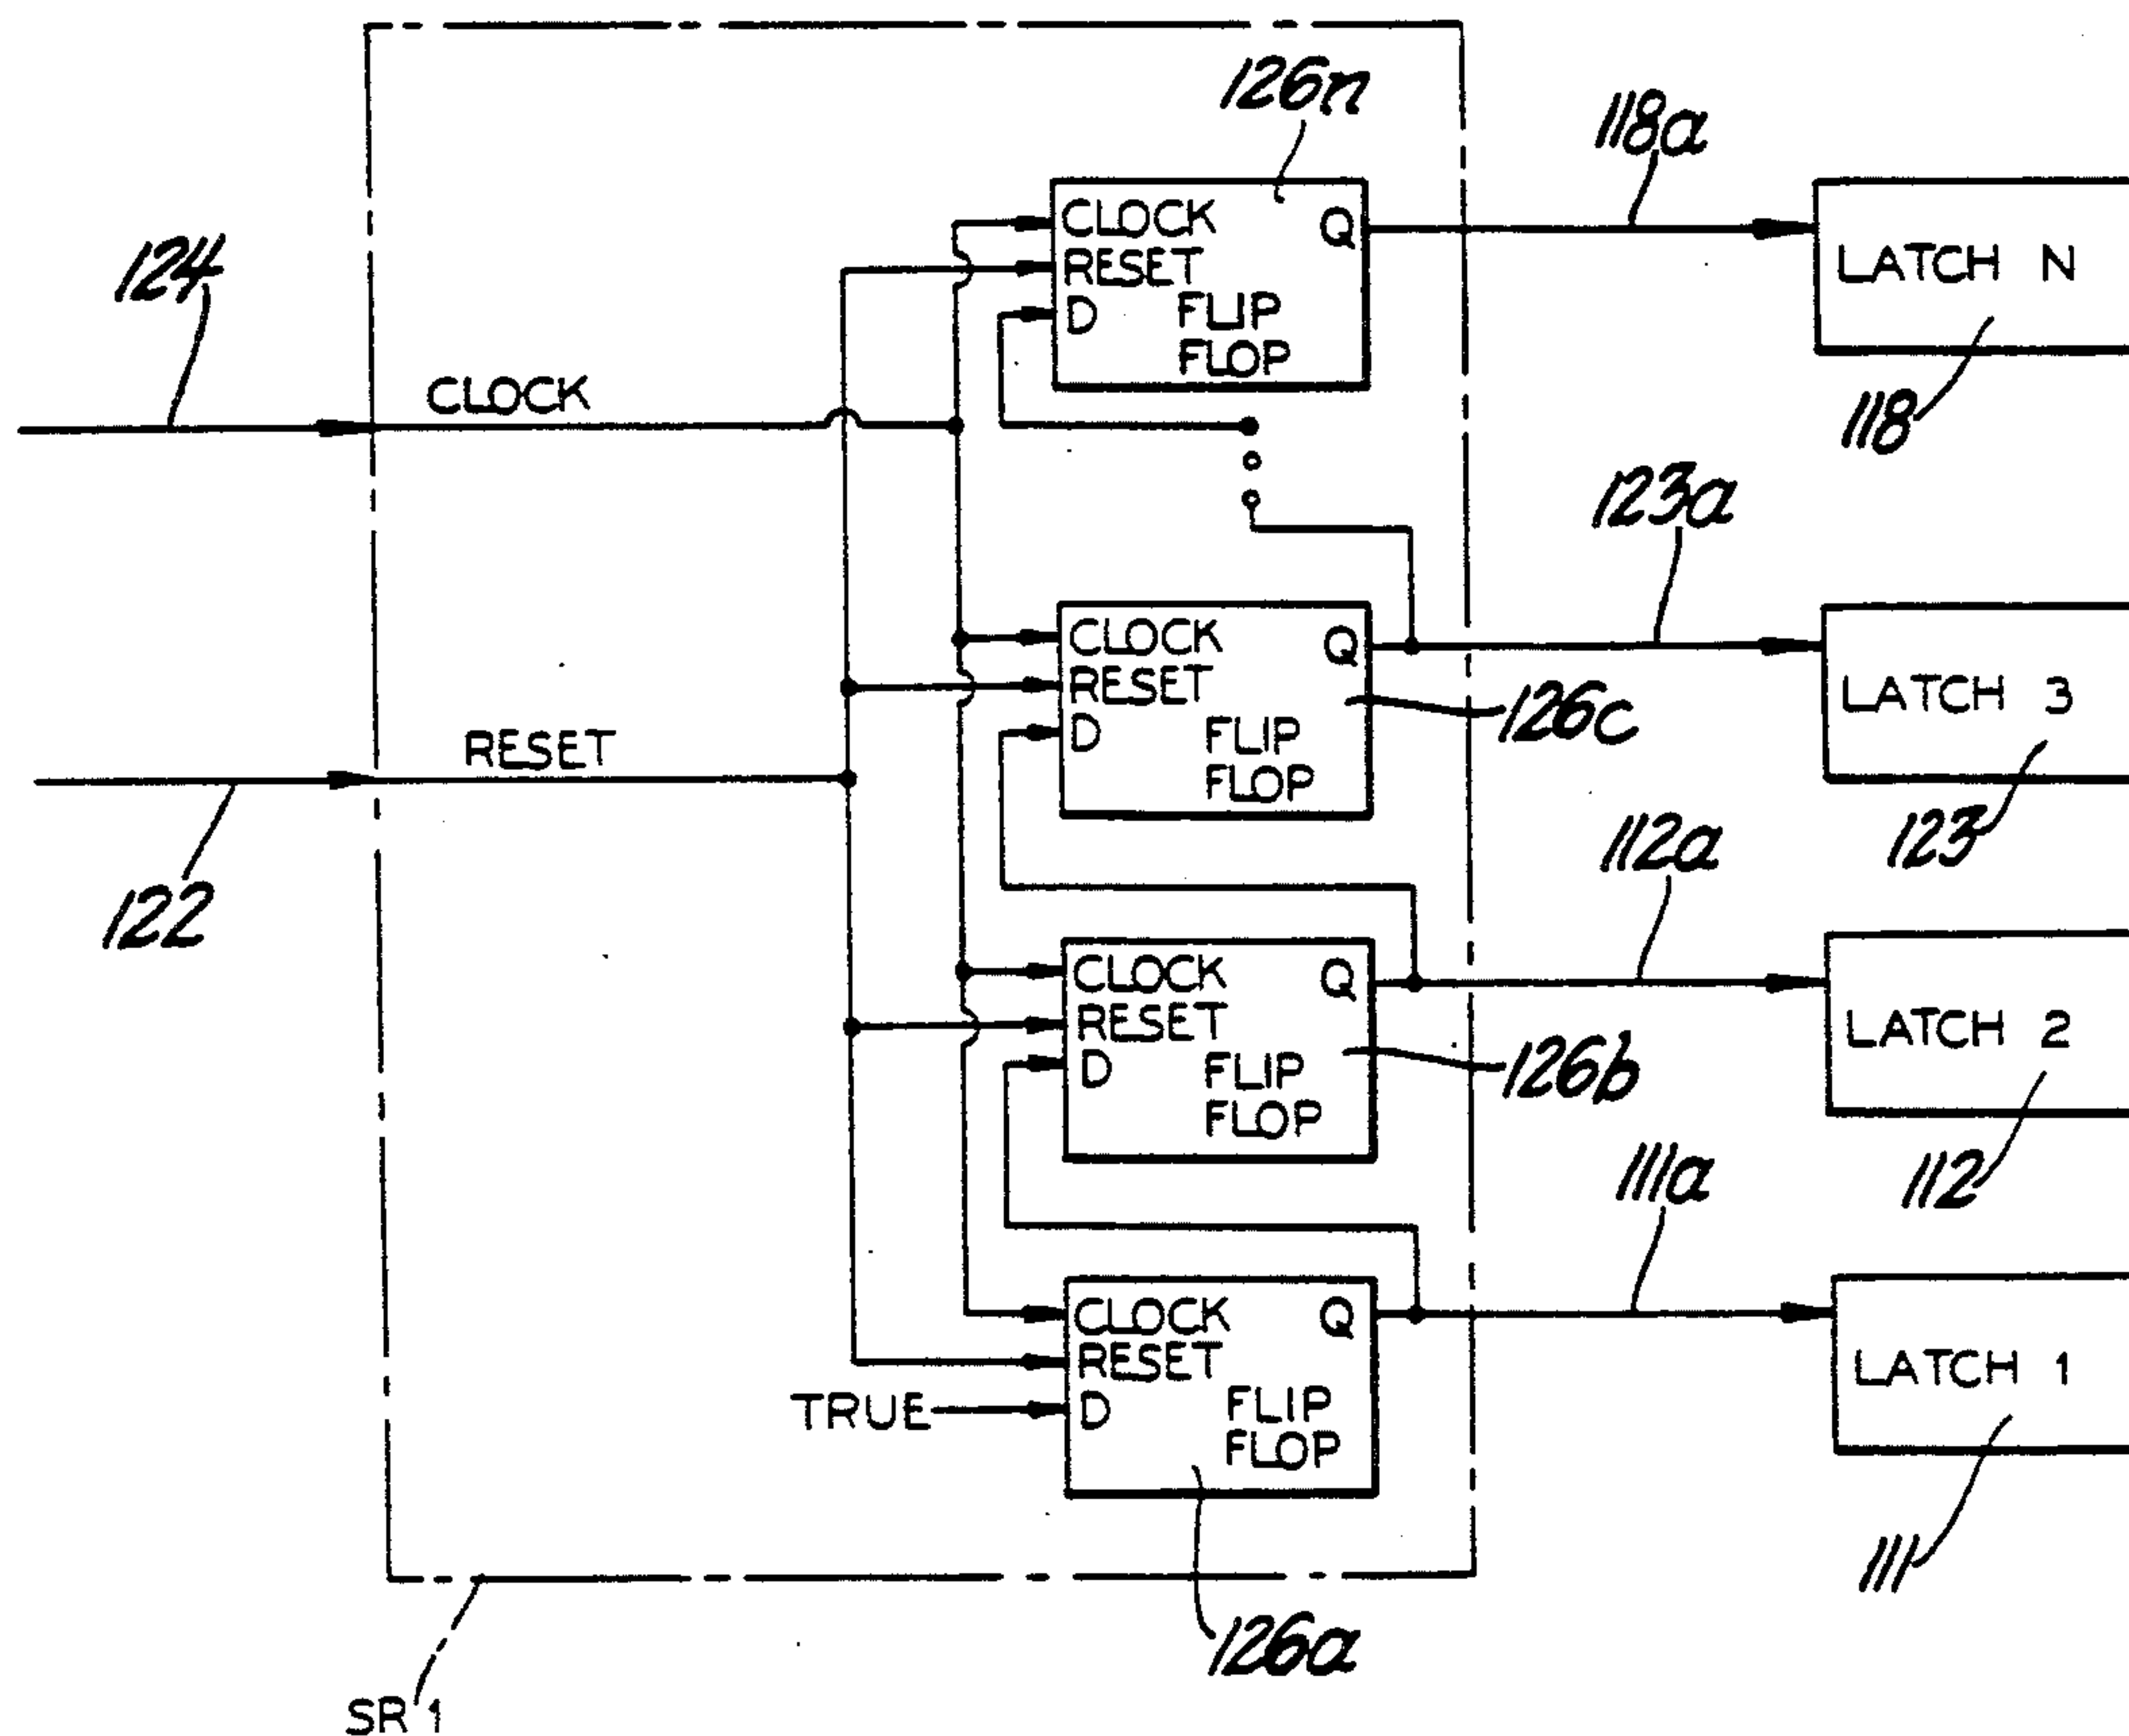 126n
118a
CLOCK
RESET
D
FLIP
FLOP
Q
LATCH N
118
124
CLOCK
123a
CLOCK
RESET
D
FLIP
FLOP
Q
126c
LATCH 3
123
RESET
122
112a
CLOCK
RESET
D
FLIP
FLOP
Q
126b
LATCH 2
112
111a
CLOCK
RESET
TRUE
D
FLIP
FLOP
Q
LATCH 1
111
126a
SR 1